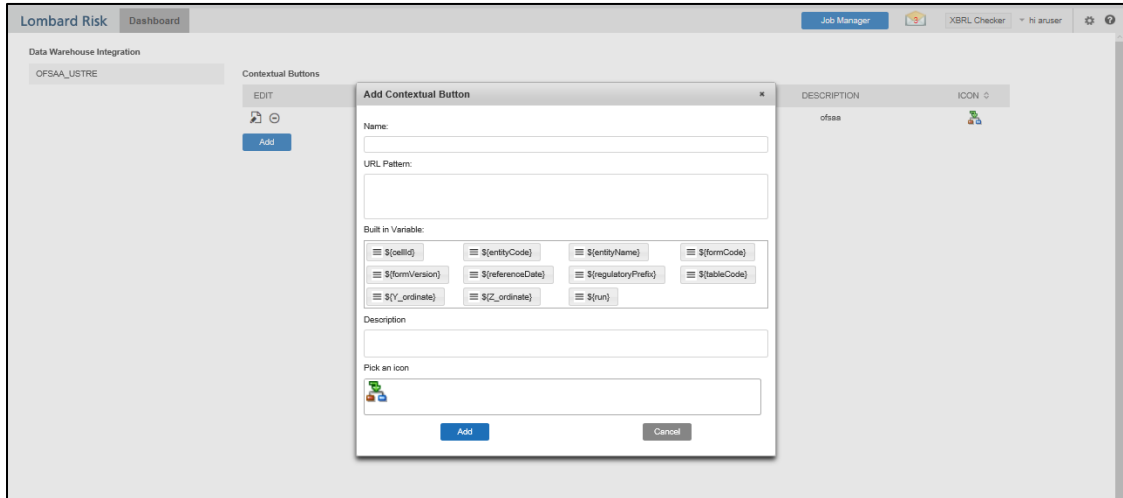 Lombard Risk Dashboard Job Manager 3 XBRL Checker hi aruser
Data Warehouse Integration
OFSAA_USTRE
Contextual Buttons
EDIT DESCRIPTION ICON
ofsaa
Add
Add Contextual Button
Name:
URL Pattern:
Built in Variable:
${cellId} ${entityCode} ${entityName} ${formCode}
${formVersion} ${referenceDate} ${regulatoryPrefix} ${tableCode}
${Y_ordinate} ${Z_ordinate} ${run}
Description
Pick an icon
Add Cancel